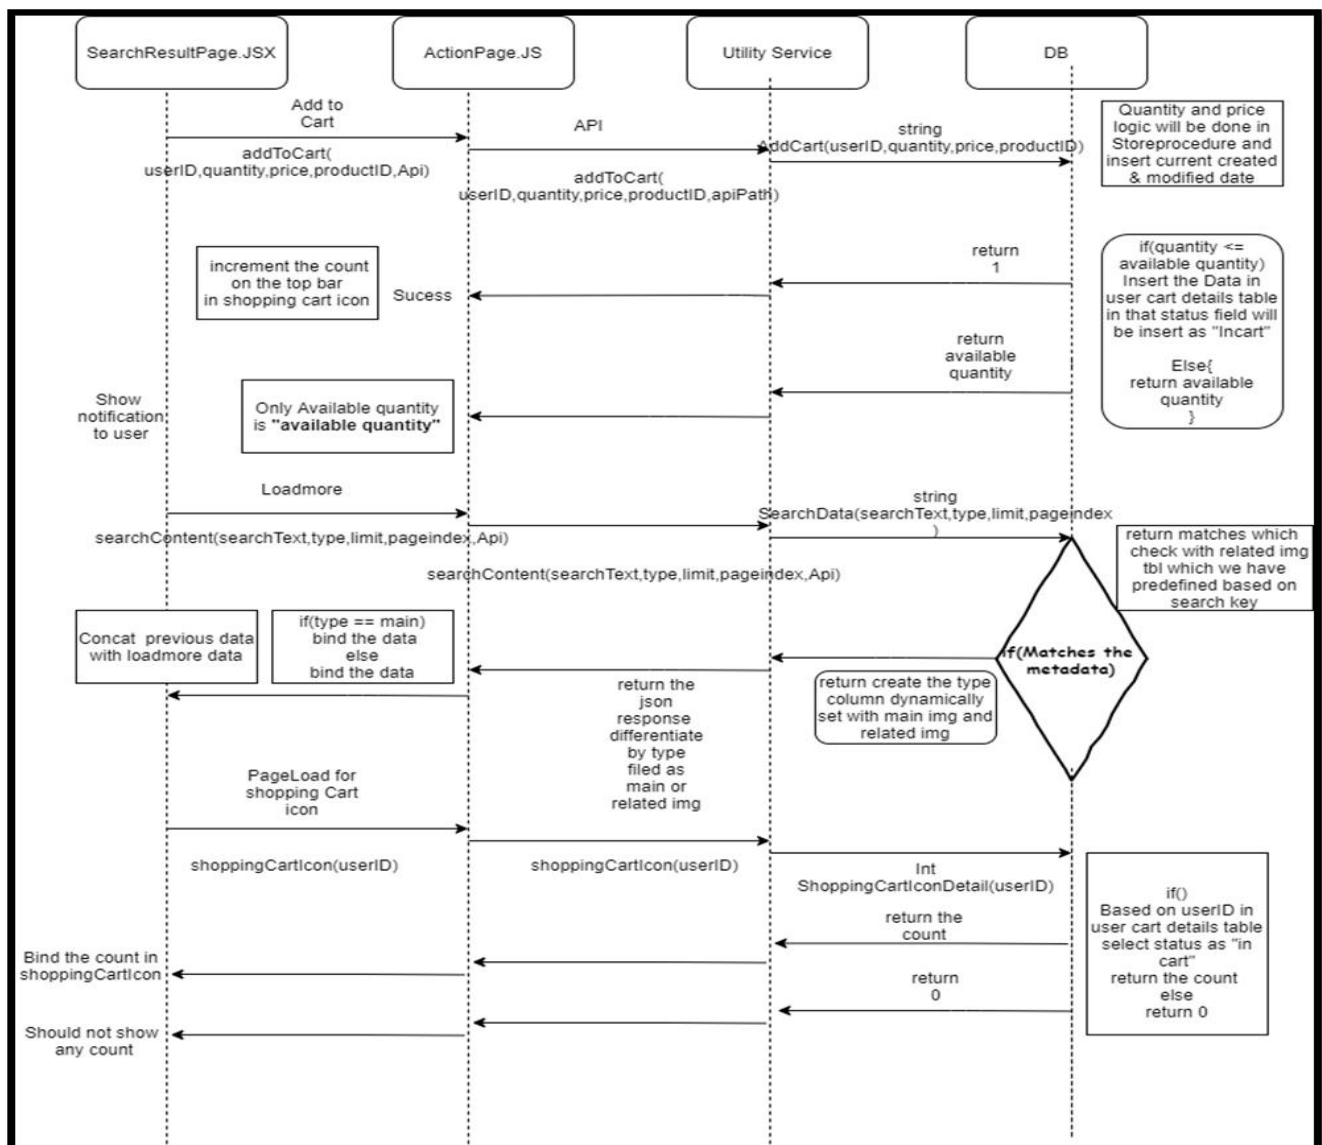 SearchResultPage.JSX
ActionPage.JS
Utility Service
DB
Add to
Cart
addToCart(
userID,quantity,price,productID,Api)
API
addToCart(
userID,quantity,price,productID,apiPath)
string
AddCart(userID,quantity,price,productID)
Quantity and price
logic will be done in
Storeprocedure and
insert current created
& modified date
increment the count
on the top bar
in shopping cart icon
Sucess
return
1
if(quantity <=
available quantity)
Insert the Data in
user cart details table
in that status field will
be insert as "Incart"
Else{
return available
quantity
}
return
available
quantity
Show
notification
to user
Only Available quantity
is "available quantity"
Loadmore
searchContent(searchText,type,limit,pageindex,Api)
searchContent(searchText,type,limit,pageindex,Api)
string
SearchData(searchText,type,limit,pageindex
)
return matches which
check with related img
tbl which we have
predefined based on
search key
Concat previous data
with loadmore data
if(type == main)
bind the data
else
bind the data
if(Matches the
metadata)
return create the type
column dynamically
set with main img and
related img
return the
json
response
differentiate
by type
filed as
main or
related img
PageLoad for
shopping Cart
icon
shoppingCartIcon(userID)
shoppingCartIcon(userID)
Int
ShoppingCartIconDetail(userID)
if()
Based on userID in
user cart details table
select status as "in
cart"
return the count
else
return 0
return the
count
Bind the count in
shoppingCartIcon
return
0
Should not show
any count